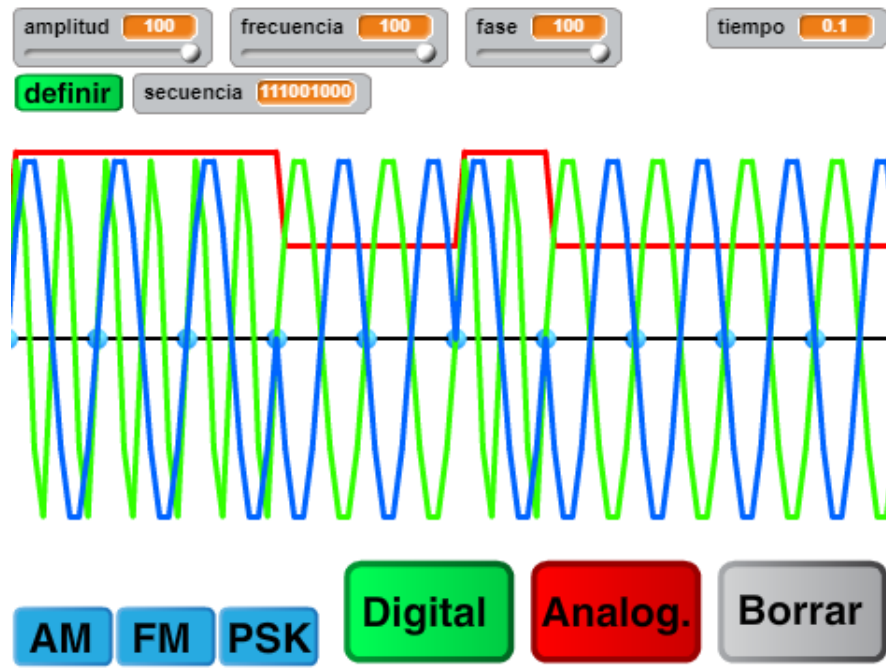 amplitud 100 frecuencia 100 fase 100 tiempo 0.1
definir secuencia 111001000
Digital Analog. Borrar
AM FM PSK